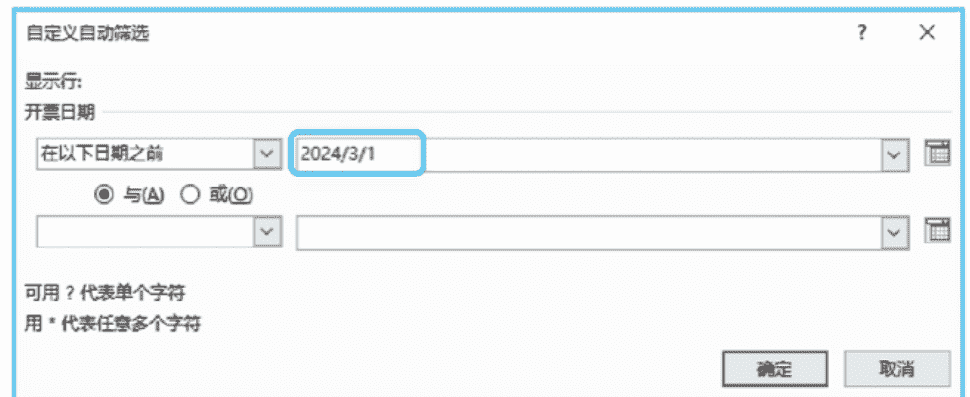 自定义自动筛选 ? ×
显示行:
开票日期
在以下日期之前 2024/3/1
与(A) 或(O)
可用 ? 代表单个字符
用 * 代表任意多个字符
确定 取消